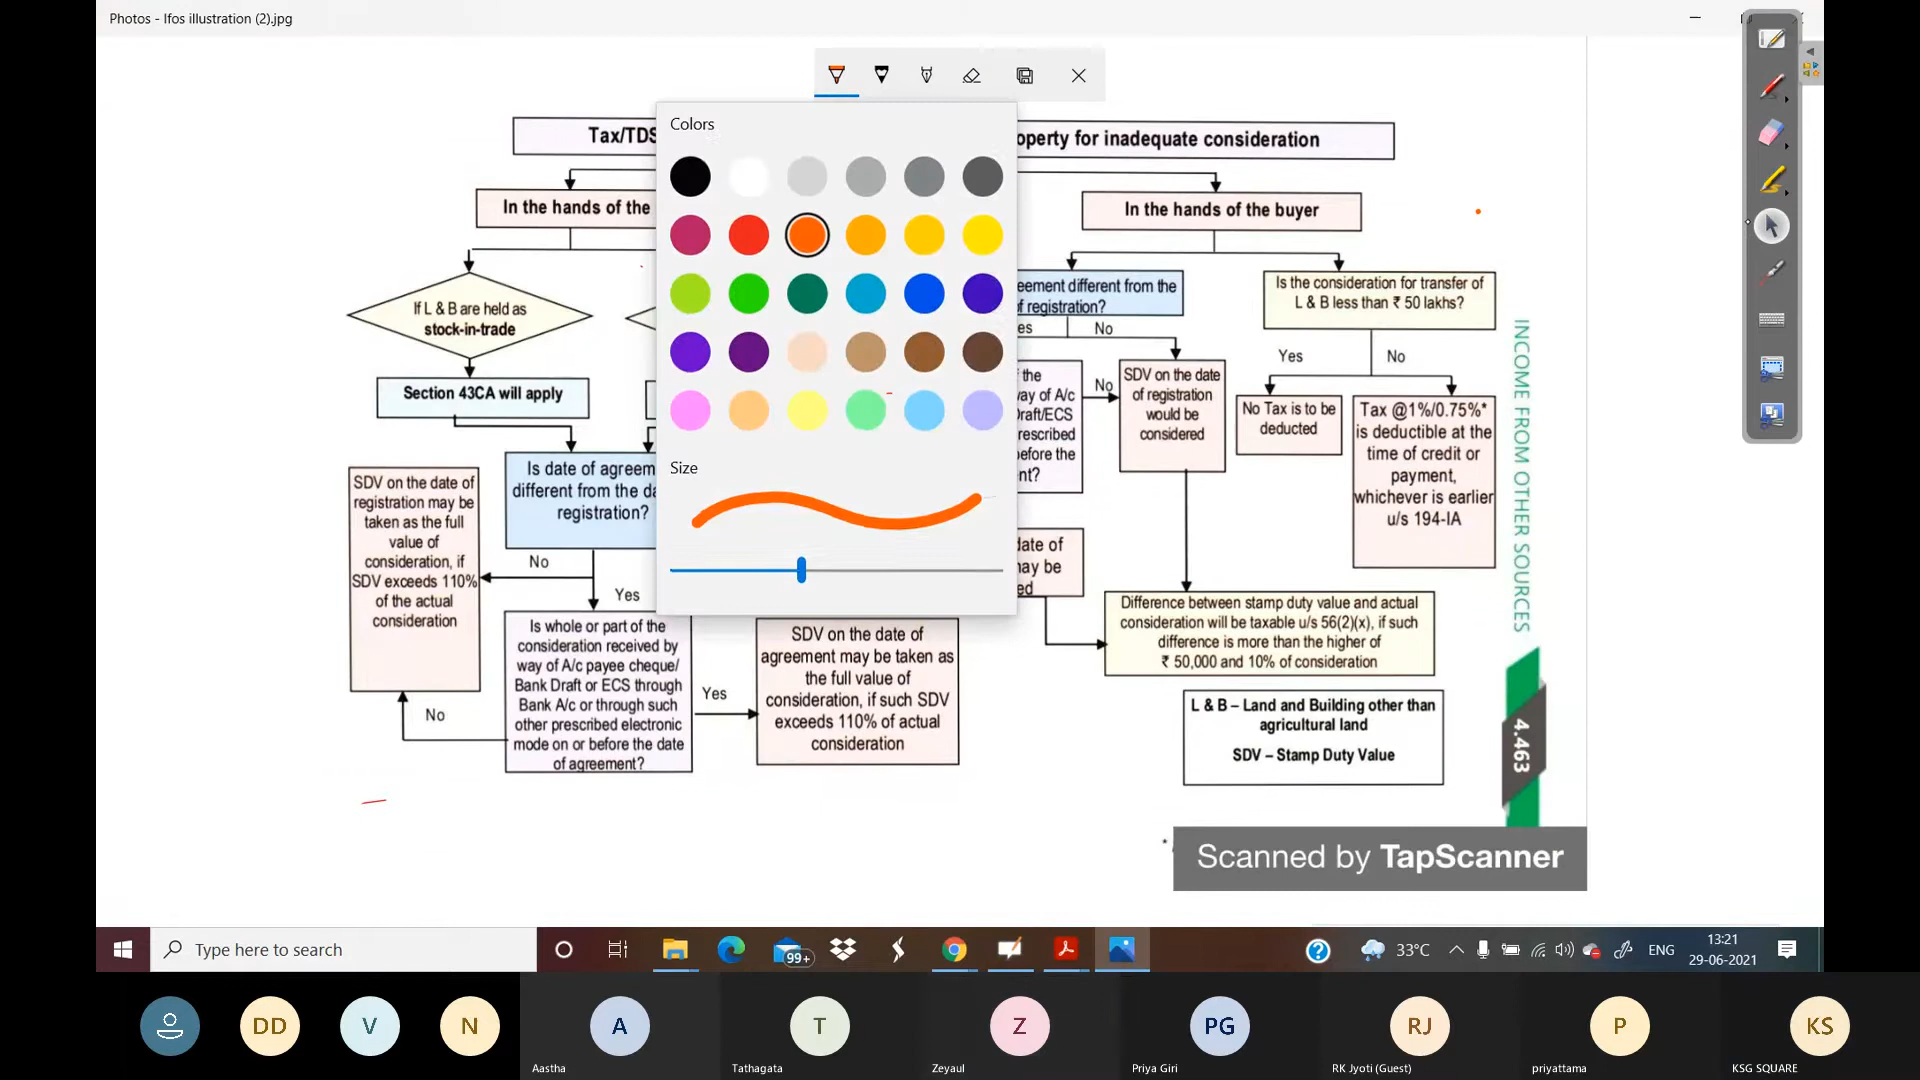 Photos - Ifos illustration (2).jpg
Colors
Size
Tax/TDS
operty for inadequate consideration
In the hands of the
In the hands of the buyer
If L & B are held as
stock-in-trade
Section 43CA will apply
Is date of agreem
different from the da
registration?
No
Yes
SDV on the date of
registration may be
taken as the full
value of
consideration, if
SDV exceeds 110%
of the actual
consideration
Is whole or part of the
consideration received by
way of A/c payee cheque/
Bank Draft or ECS through
Bank A/c or through such
other prescribed electronic
mode on or before the date
of agreement?
No
Yes
SDV on the date of
agreement may be taken as
the full value of
consideration, if such SDV
exceeds 110% of actual
consideration
eement different from the
of registration?
es
No
the
way of A/c
raft/ECS
rescribed
efore the
nt?
No
SDV on the date
of registration
would be
considered
date of
may be
ed
Is the consideration for transfer of
L & B less than ₹ 50 lakhs?
Yes
No
No Tax is to be
deducted
Tax @1%/0.75%*
is deductible at the
time of credit or
payment,
whichever is earlier
u/s 194-IA
Difference between stamp duty value and actual
consideration will be taxable u/s 56(2)(x), if such
difference is more than the higher of
₹ 50,000 and 10% of consideration
L & B – Land and Building other than
agricultural land
SDV – Stamp Duty Value
INCOME FROM OTHER SOURCES
4.463
*
Scanned by TapScanner
Type here to search
99+
33°C
ENG
13:21
29-06-2021
DD
V
N
A
T
Z
PG
RJ
P
KS
Aastha
Tathagata
Zeyaul
Priya Giri
RK Jyoti (Guest)
priyattama
KSG SQUARE